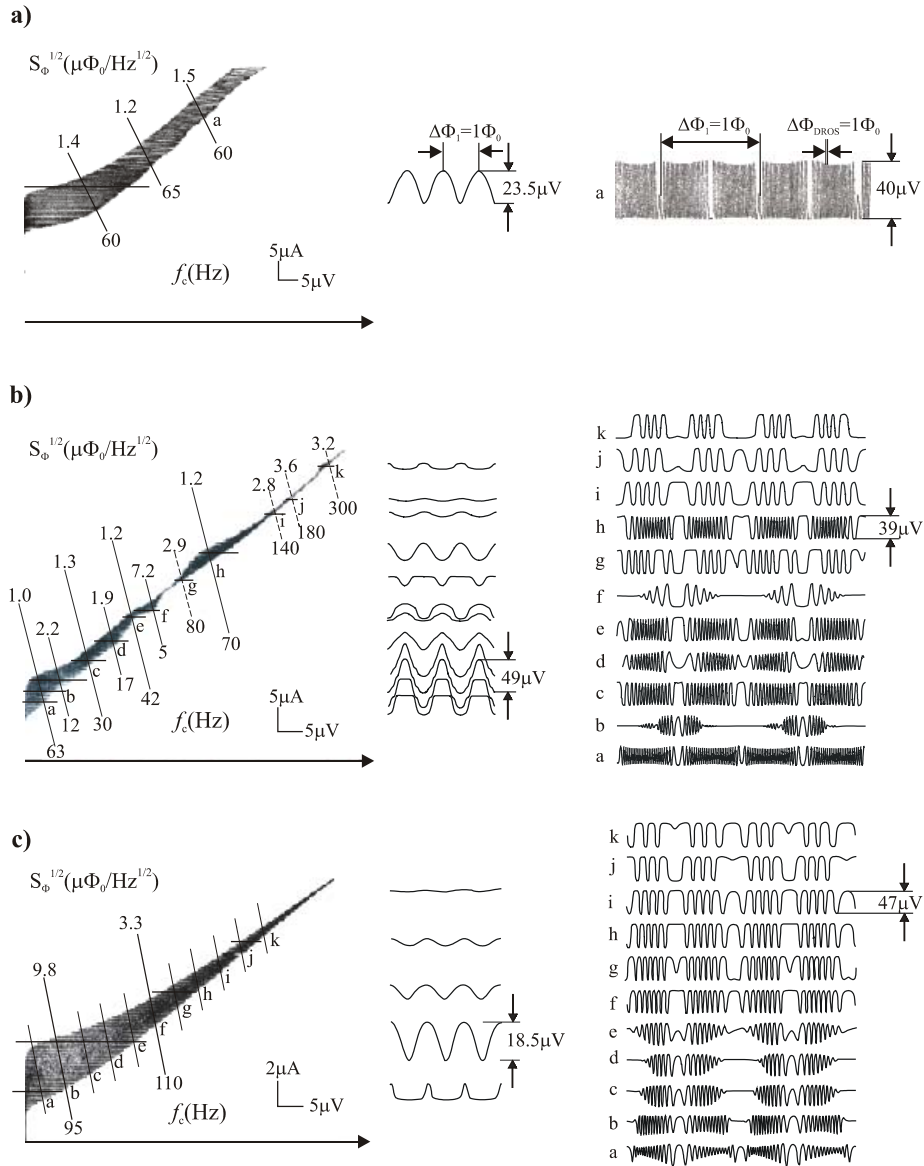 a)
S_Φ^1/2(μΦ₀/Hz^1/2)
1.5
1.2
1.4
a
60
65
60
f_c(Hz)
5μA
5μV
ΔΦ₁=1Φ₀
23.5μV
ΔΦ₁=1Φ₀
ΔΦ_DROS=1Φ₀
a
40μV
b)
S_Φ^1/2(μΦ₀/Hz^1/2)
3.2
3.6
2.8
1.2
2.9
7.2
1.2
1.9
1.3
2.2
1.0
k
j
i
h
g
f
e
d
c
b
a
300
180
140
70
80
5
42
17
30
12
63
f_c(Hz)
5μA
5μV
49μV
k
j
i
h
39μV
g
f
e
d
c
b
a
c)
S_Φ^1/2(μΦ₀/Hz^1/2)
3.3
9.8
k
j
i
h
g
f
e
d
c
b
a
110
95
f_c(Hz)
2μA
5μV
18.5μV
k
j
i
47μV
h
g
f
e
d
c
b
a